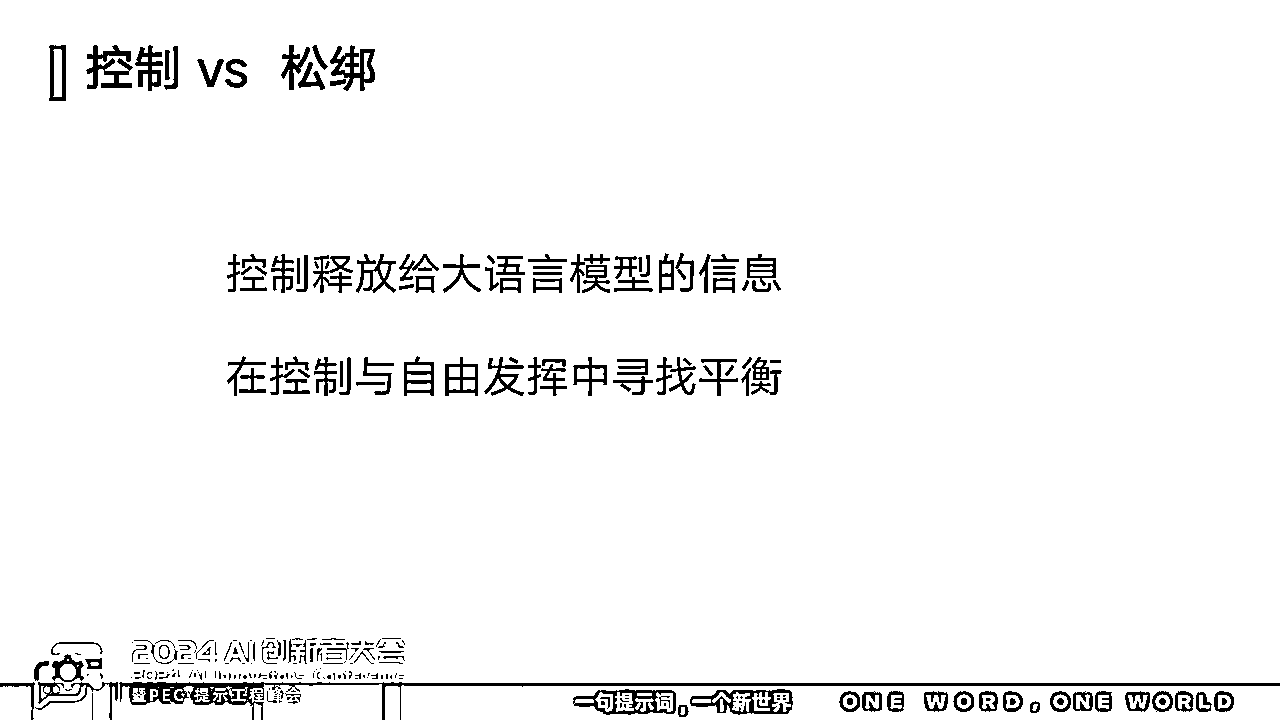 控制 vs 松绑
控制释放给大语言模型的信息
在控制与自由发挥中寻找平衡
2024 AI 创新者大会
2024 AI Innovators Conference
暨PEC·提示工程峰会
一句提示词，一个新世界
ONE WORD, ONE WORLD